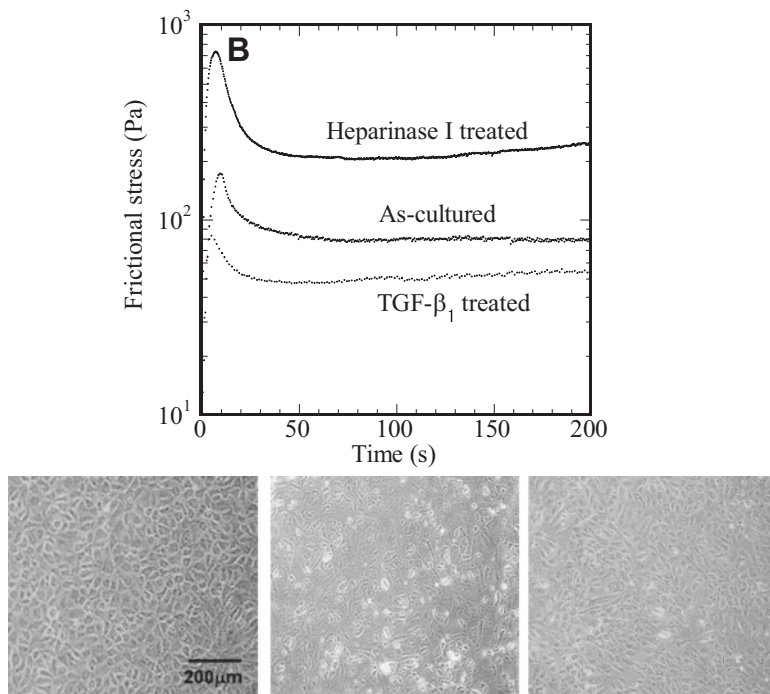 10³
B
Heparinase I treated
Frictional stress (Pa)
10²
As-cultured
TGF-β₁ treated
10¹
0 50 100 150 200
Time (s)
200μm